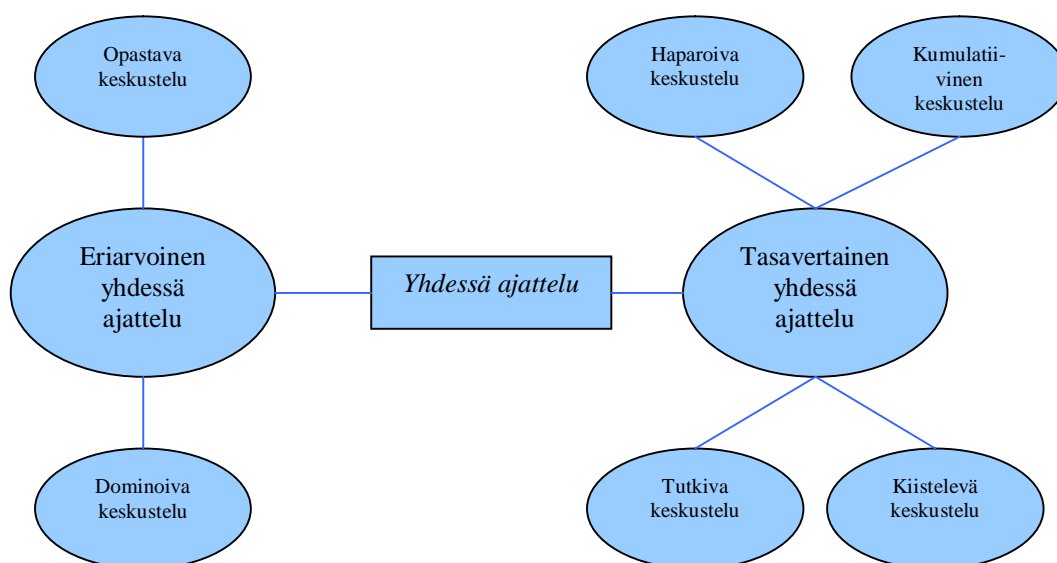 Opastava
keskustelu
Haparoiva
keskustelu
Kumulatii-
vinen
keskustelu
Eriarvoinen
yhdessä
ajattelu
Yhdessä ajattelu
Tasavertainen
yhdessä
ajattelu
Dominoiva
keskustelu
Tutkiva
keskustelu
Kiistelevä
keskustelu